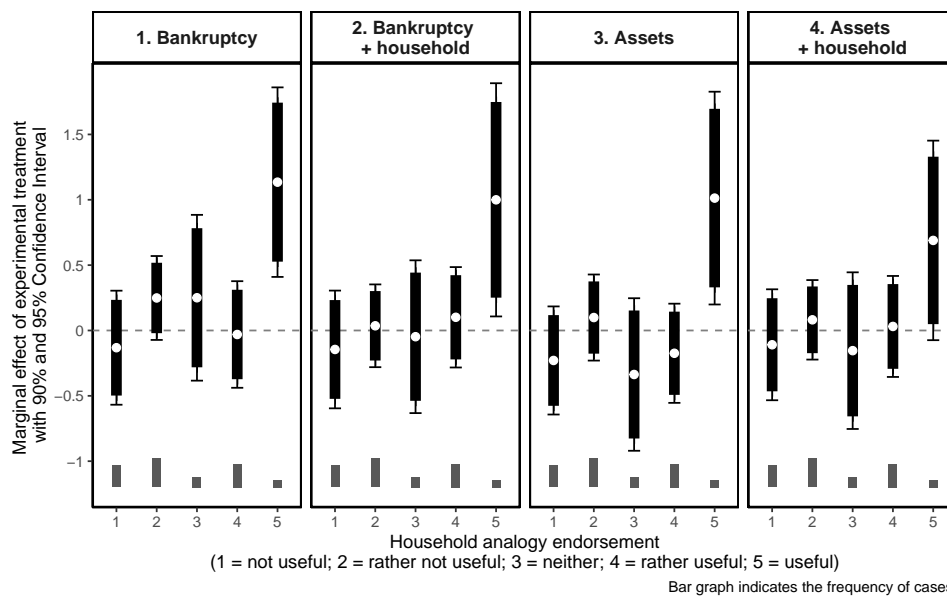 1. Bankruptcy
2. Bankruptcy
+ household
3. Assets
4. Assets
+ household
Marginal effect of experimental treatment
with 90% and 95% Confidence Interval
1.5
1
0.5
0
−0.5
−1
1 2 3 4 5
1 2 3 4 5
1 2 3 4 5
1 2 3 4 5
Household analogy endorsement
(1 = not useful; 2 = rather not useful; 3 = neither; 4 = rather useful; 5 = useful)
Bar graph indicates the frequency of cases